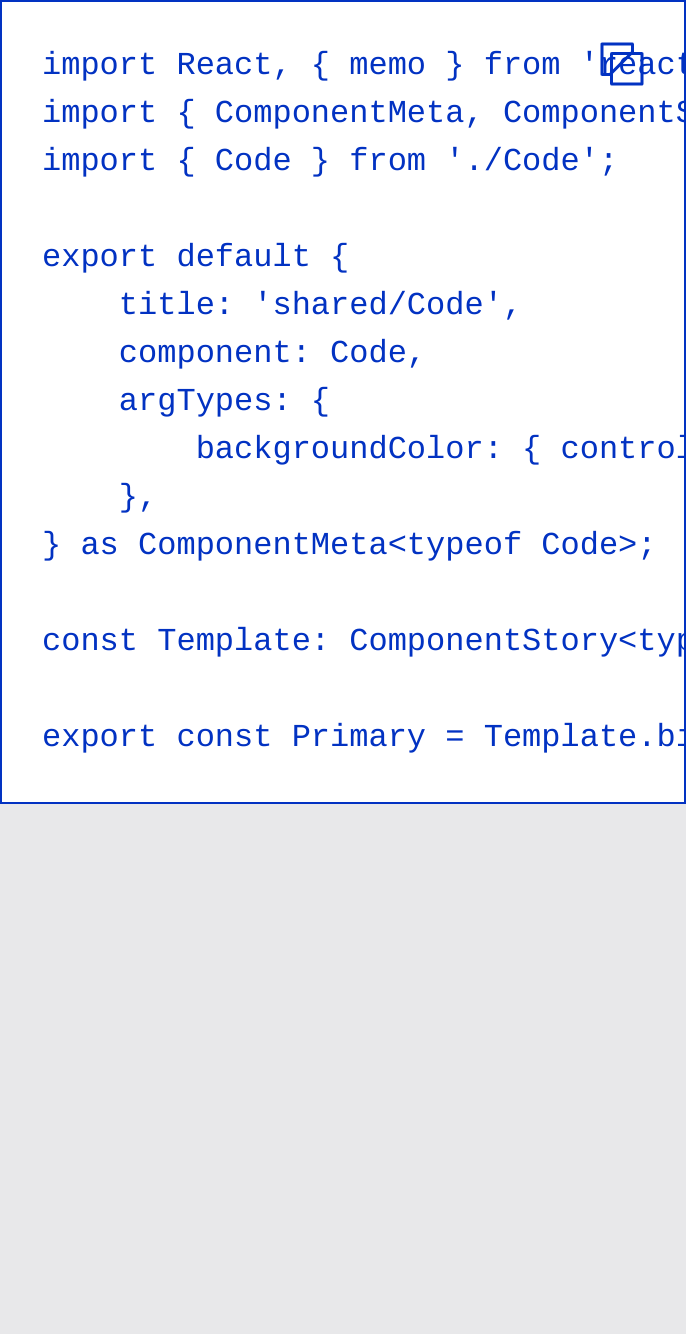 import React, { memo } from 'react
import { ComponentMeta, ComponentS
import { Code } from './Code';
export default {
    title: 'shared/Code',
    component: Code,
    argTypes: {
        backgroundColor: { control
    },
} as ComponentMeta<typeof Code>;
const Template: ComponentStory<typ
export const Primary = Template.bi